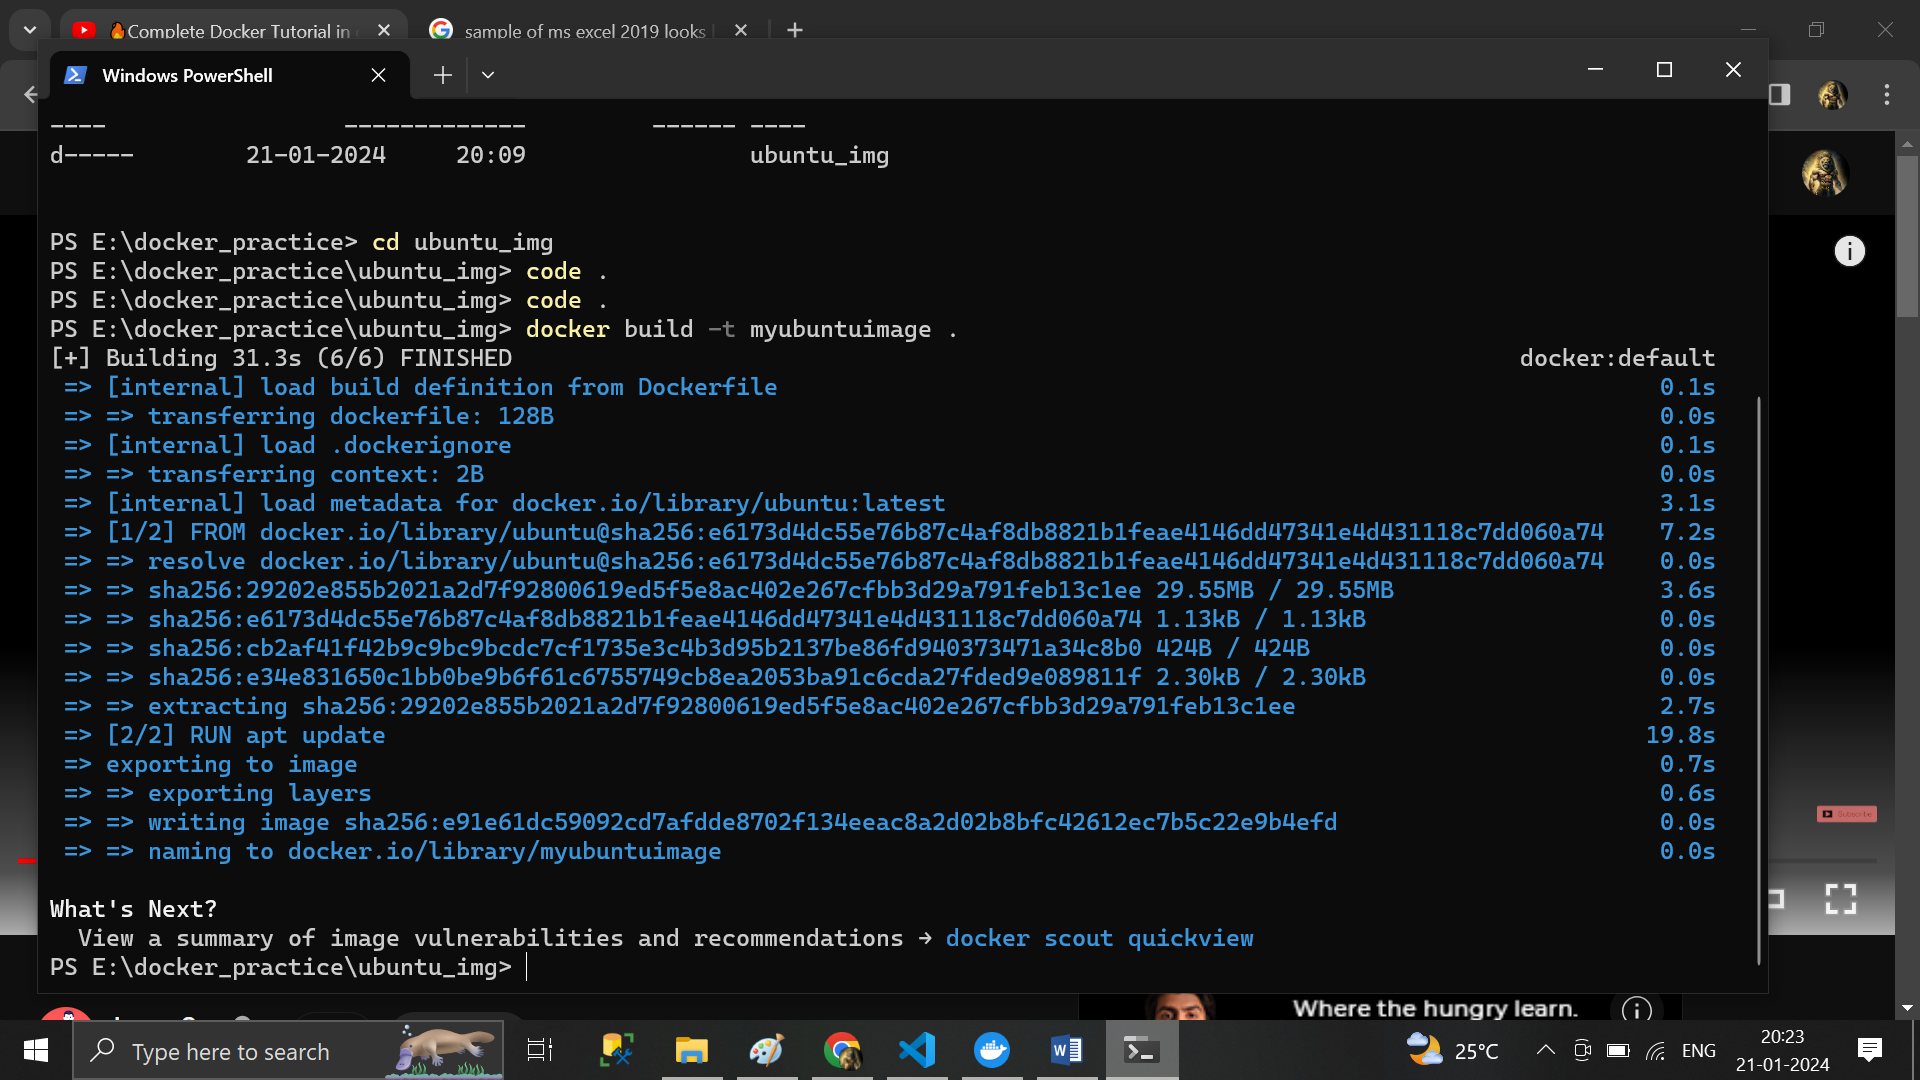 🔥Complete Docker Tutorial in
sample of ms excel 2019 looks
Windows PowerShell
---- ------------- ------ ----
d----- 21-01-2024 20:09 ubuntu_img
PS E:\docker_practice> cd ubuntu_img
PS E:\docker_practice\ubuntu_img> code .
PS E:\docker_practice\ubuntu_img> code .
PS E:\docker_practice\ubuntu_img> docker build -t myubuntuimage .
[+] Building 31.3s (6/6) FINISHED docker:default
=> [internal] load build definition from Dockerfile 0.1s
=> => transferring dockerfile: 128B 0.0s
=> [internal] load .dockerignore 0.1s
=> => transferring context: 2B 0.0s
=> [internal] load metadata for docker.io/library/ubuntu:latest 3.1s
=> [1/2] FROM docker.io/library/ubuntu@sha256:e6173d4dc55e76b87c4af8db8821b1feae4146dd47341e4d431118c7dd060a74 7.2s
=> => resolve docker.io/library/ubuntu@sha256:e6173d4dc55e76b87c4af8db8821b1feae4146dd47341e4d431118c7dd060a74 0.0s
=> => sha256:29202e855b2021a2d7f92800619ed5f5e8ac402e267cfbb3d29a791feb13c1ee 29.55MB / 29.55MB 3.6s
=> => sha256:e6173d4dc55e76b87c4af8db8821b1feae4146dd47341e4d431118c7dd060a74 1.13kB / 1.13kB 0.0s
=> => sha256:cb2af41f42b9c9bc9bcdc7cf1735e3c4b3d95b2137be86fd940373471a34c8b0 424B / 424B 0.0s
=> => sha256:e34e831650c1bb0be9b6f61c6755749cb8ea2053ba91c6cda27fded9e089811f 2.30kB / 2.30kB 0.0s
=> => extracting sha256:29202e855b2021a2d7f92800619ed5f5e8ac402e267cfbb3d29a791feb13c1ee 2.7s
=> [2/2] RUN apt update 19.8s
=> exporting to image 0.7s
=> => exporting layers 0.6s
=> => writing image sha256:e91e61dc59092cd7afdde8702f134eeac8a2d02b8bfc42612ec7b5c22e9b4efd 0.0s
=> => naming to docker.io/library/myubuntuimage 0.0s
Subscribe
What's Next?
View a summary of image vulnerabilities and recommendations → docker scout quickview
PS E:\docker_practice\ubuntu_img>
Where the hungry learn.
Type here to search
25°C
ENG
20:23
21-01-2024